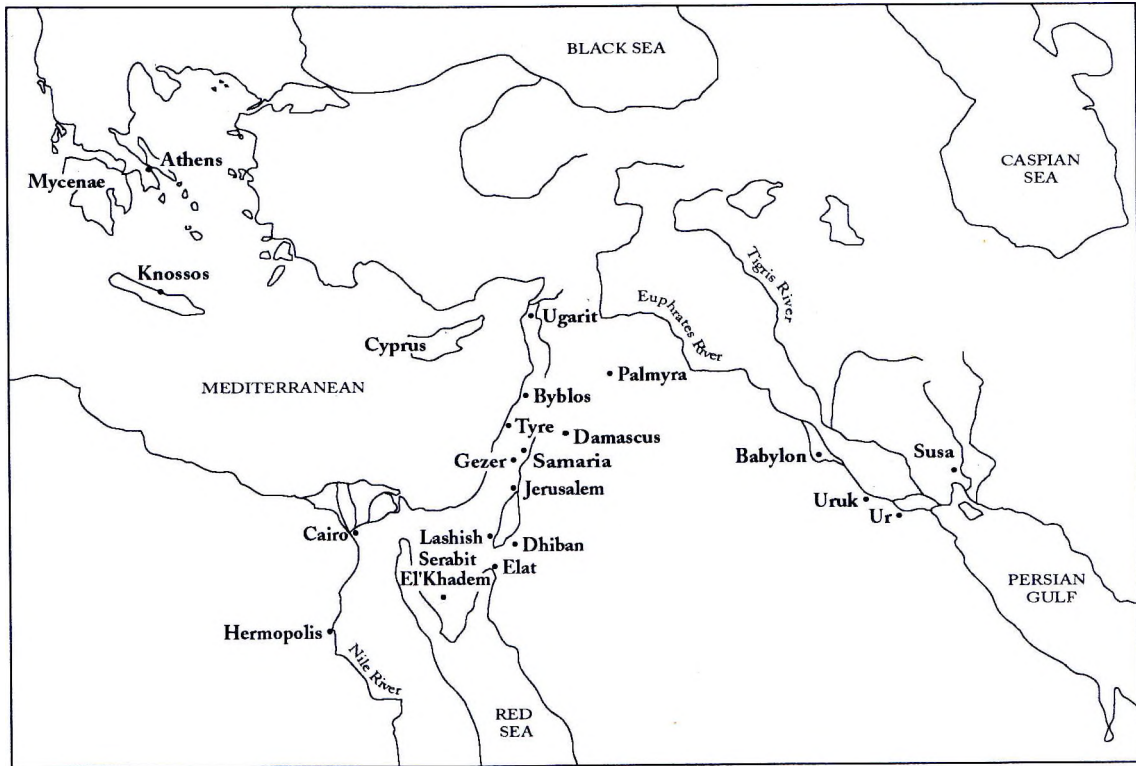 BLACK SEA
CASPIAN
SEA
Athens
Mycenae
Knossos
Tigris River
Euphrates River
Ugarit
Cyprus
MEDITERRANEAN
Palmyra
Byblos
Tyre
Damascus
Gezer
Samaria
Jerusalem
Babylon
Susa
Uruk
Ur
Cairo
Lashish
Dhiban
Serabit
El'Khadem
Elat
PERSIAN
GULF
Hermopolis
Nile River
RED
SEA